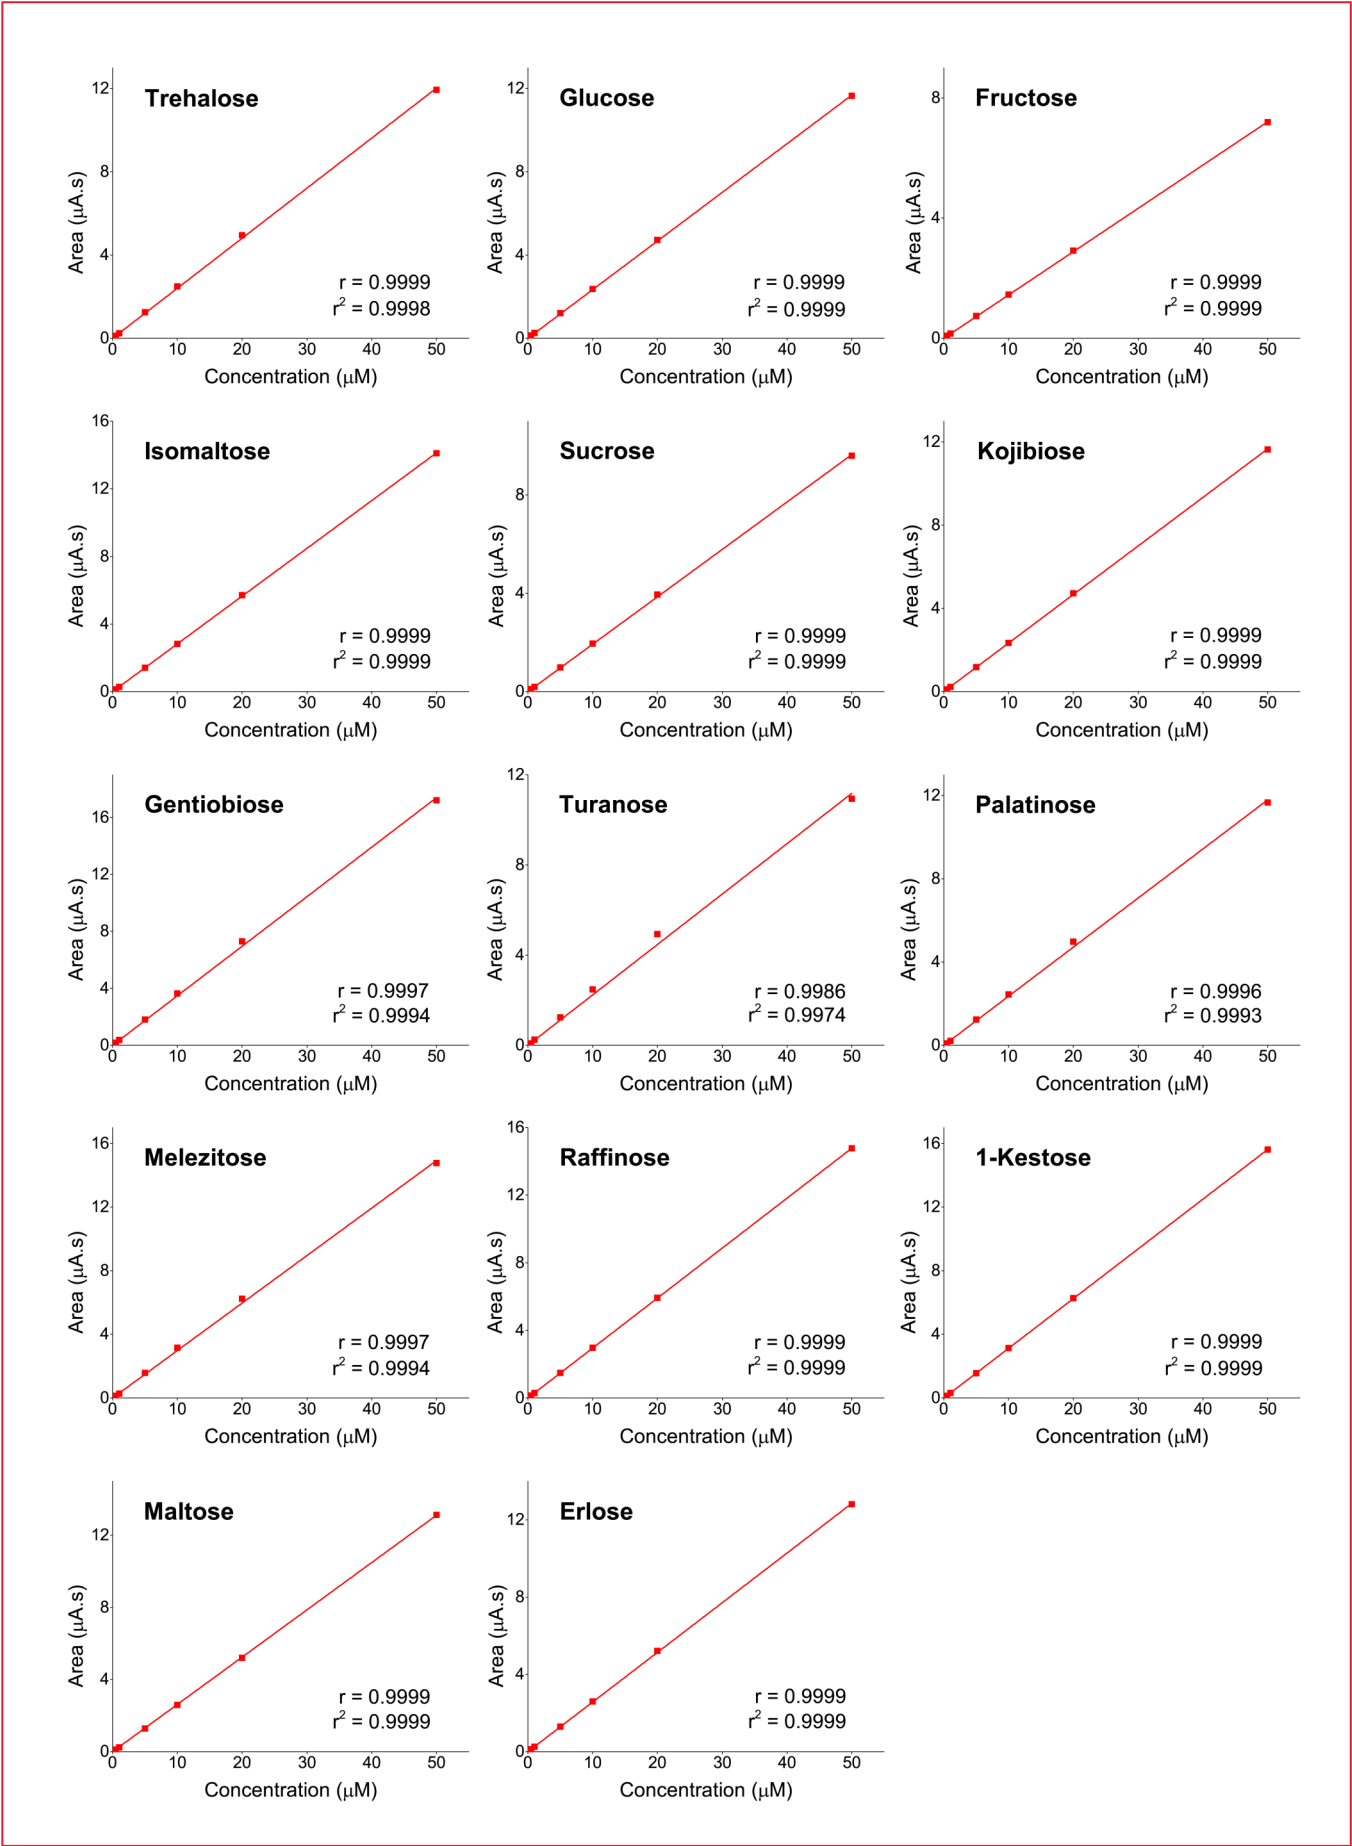 Trehalose
12
8
4
0
Area (μA.s)
r = 0.9999
r² = 0.9998
0 10 20 30 40 50
Concentration (μM)
Glucose
12
8
4
0
Area (μA.s)
r = 0.9999
r² = 0.9999
0 10 20 30 40 50
Concentration (μM)
Fructose
8
4
0
Area (μA.s)
r = 0.9999
r² = 0.9999
0 10 20 30 40 50
Concentration (μM)
Isomaltose
16
12
8
4
0
Area (μA.s)
r = 0.9999
r² = 0.9999
0 10 20 30 40 50
Concentration (μM)
Sucrose
8
4
0
Area (μA.s)
r = 0.9999
r² = 0.9999
0 10 20 30 40 50
Concentration (μM)
Kojibiose
12
8
4
0
Area (μA.s)
r = 0.9999
r² = 0.9999
0 10 20 30 40 50
Concentration (μM)
Gentiobiose
16
12
8
4
0
Area (μA.s)
r = 0.9997
r² = 0.9994
0 10 20 30 40 50
Concentration (μM)
Turanose
12
8
4
0
Area (μA.s)
r = 0.9986
r² = 0.9974
0 10 20 30 40 50
Concentration (μM)
Palatinose
12
8
4
0
Area (μA.s)
r = 0.9996
r² = 0.9993
0 10 20 30 40 50
Concentration (μM)
Melezitose
16
12
8
4
0
Area (μA.s)
r = 0.9997
r² = 0.9994
0 10 20 30 40 50
Concentration (μM)
Raffinose
16
12
8
4
0
Area (μA.s)
r = 0.9999
r² = 0.9999
0 10 20 30 40 50
Concentration (μM)
1-Kestose
16
12
8
4
0
Area (μA.s)
r = 0.9999
r² = 0.9999
0 10 20 30 40 50
Concentration (μM)
Maltose
12
8
4
0
Area (μA.s)
r = 0.9999
r² = 0.9999
0 10 20 30 40 50
Concentration (μM)
Erlose
12
8
4
0
Area (μA.s)
r = 0.9999
r² = 0.9999
0 10 20 30 40 50
Concentration (μM)